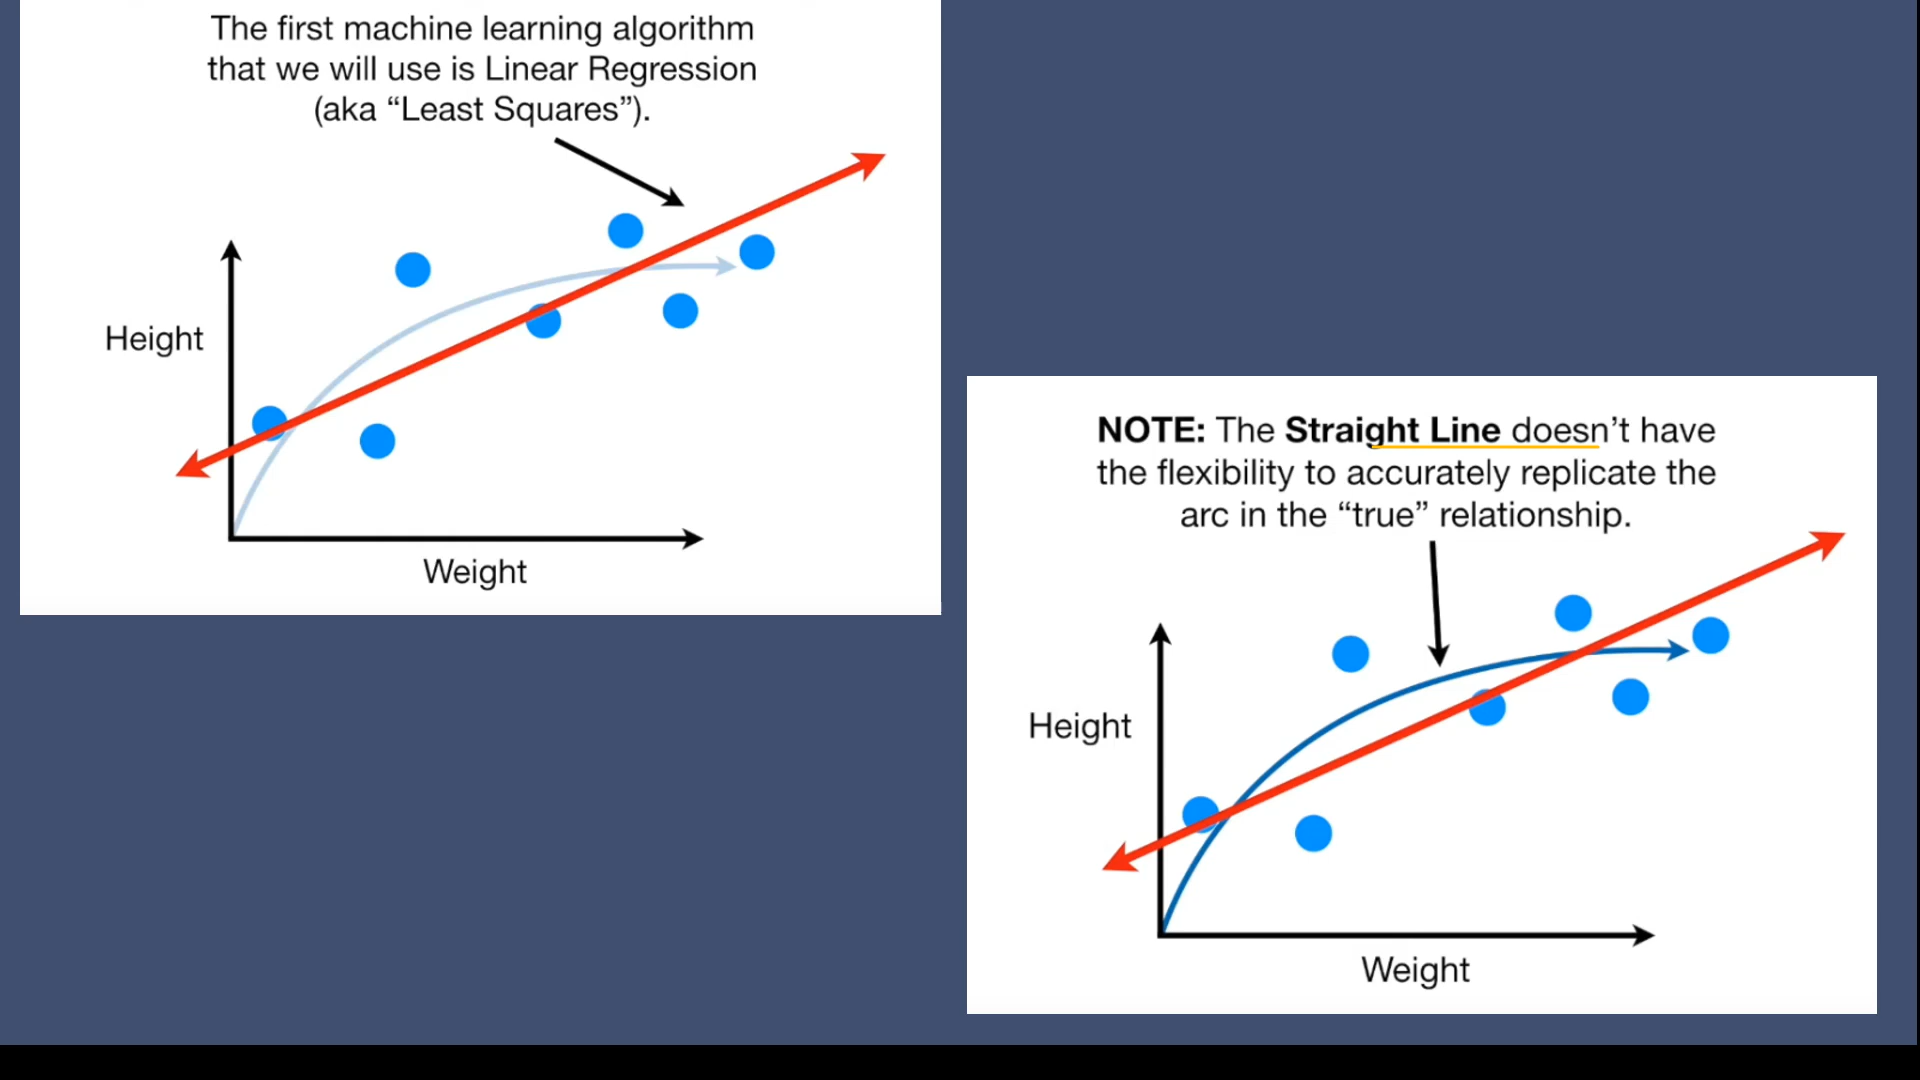 The first machine learning algorithm
that we will use is Linear Regression
(aka “Least Squares”).
Height
Weight
NOTE: The Straight Line doesn’t have
the flexibility to accurately replicate the
arc in the “true” relationship.
Height
Weight